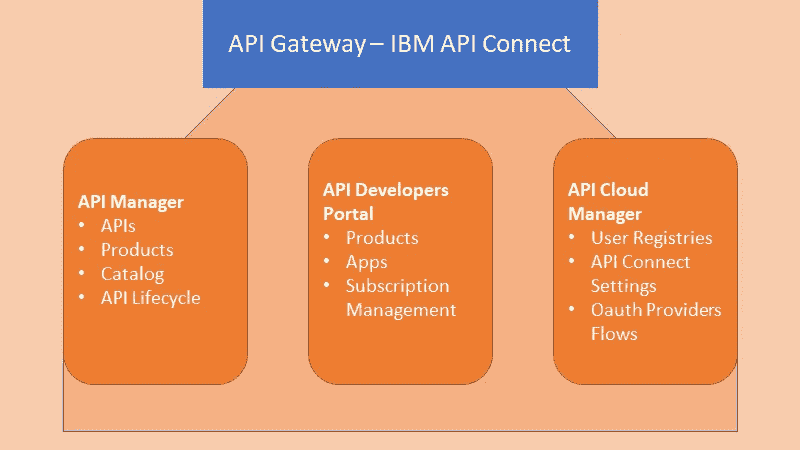 API Gateway – IBM API Connect
API Manager
• APIs
• Products
• Catalog
• API Lifecycle
API Developers
Portal
• Products
• Apps
• Subscription
Management
API Cloud
Manager
• User Registries
• API Connect
Settings
• Oauth Providers
Flows